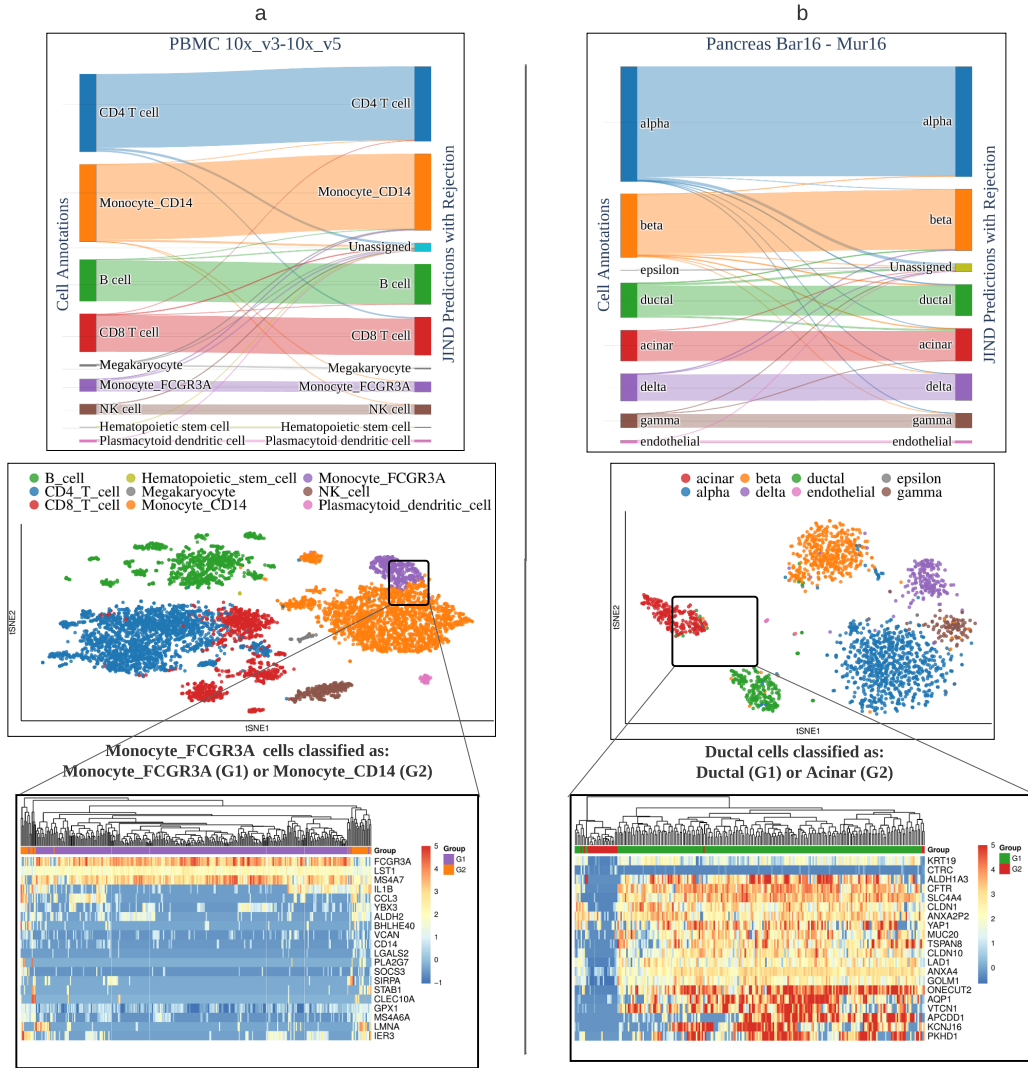 a
PBMC 10x_v3-10x_v5
Cell Annotations
CD4 T cell
Monocyte_CD14
B cell
CD8 T cell
Megakaryocyte
Monocyte_FCGR3A
NK cell
Hematopoietic stem cell
Plasmacytoid dendritic cell
CD4 T cell
Monocyte_CD14
Unassigned
B cell
CD8 T cell
Megakaryocyte
Monocyte_FCGR3A
NK cell
Hematopoietic stem cell
Plasmacytoid dendritic cell
JIND Predictions with Rejection
B_cell
CD4_T_cell
CD8_T_cell
Hematopoietic_stem_cell
Megakaryocyte
Monocyte_CD14
Monocyte_FCGR3A
NK_cell
Plasmacytoid_dendritic_cell
tSNE2
tSNE1
Monocyte_FCGR3A cells classified as:
Monocyte_FCGR3A (G1) or Monocyte_CD14 (G2)
Group
FCGR3A
LST1
MS4A7
IL1B
CCL3
YBX3
ALDH2
BHLHE40
VCAN
CD14
LGALS2
PLA2G7
SOCS3
SIRPA
STAB1
CLEC10A
GPX1
MS4A6A
LMNA
IER3
5
4
3
2
1
0
−1
Group
G1
G2
b
Pancreas Bar16 - Mur16
Cell Annotations
alpha
beta
epsilon
ductal
acinar
delta
gamma
endothelial
alpha
beta
Unassigned
ductal
acinar
delta
gamma
endothelial
JIND Predictions with Rejection
acinar
beta
ductal
epsilon
alpha
delta
endothelial
gamma
tSNE2
tSNE1
Ductal cells classified as:
Ductal (G1) or Acinar (G2)
Group
KRT19
CTRC
ALDH1A3
CFTR
SLC4A4
CLDN1
ANXA2P2
YAP1
MUC20
TSPAN8
CLDN10
LAD1
ANXA4
GOLM1
ONECUT2
AQP1
VTCN1
APCDD1
KCNJ16
PKHD1
5
4
3
2
1
0
Group
G1
G2